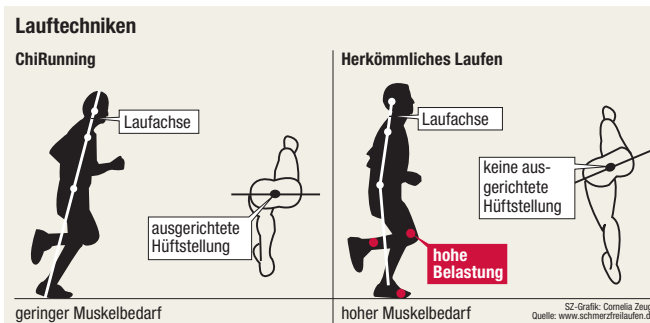 Lauftechniken
ChiRunning
Laufachse
ausgerichtete
Hüftstellung
geringer Muskelbedarf
Herkömmliches Laufen
Laufachse
keine aus-
gerichtete
Hüftstellung
hohe
Belastung
hoher Muskelbedarf
SZ-Grafik: Cornelia Zeug
Quelle: www.schmerzfreilaufen.d